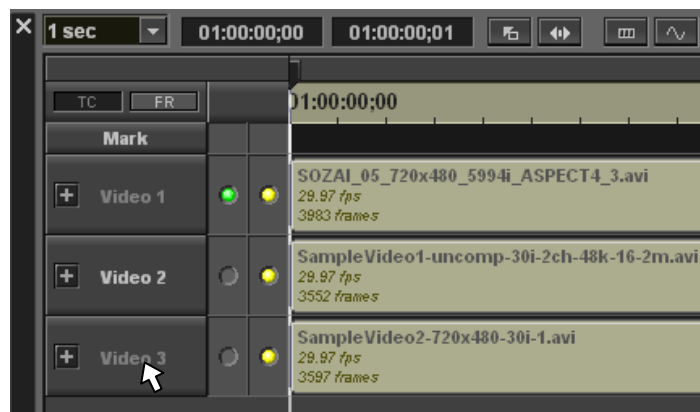 1 sec 01:00:00;00 01:00:00;01
TC FR 01:00:00;00
Mark
Video 1
SOZAI_05_720x480_5994i_ASPECT4_3.avi
29.97 fps
3983 frames
Video 2
SampleVideo1-uncomp-30i-2ch-48k-16-2m.avi
29.97 fps
3552 frames
Video 3
SampleVideo2-720x480-30i-1.avi
29.97 fps
3597 frames